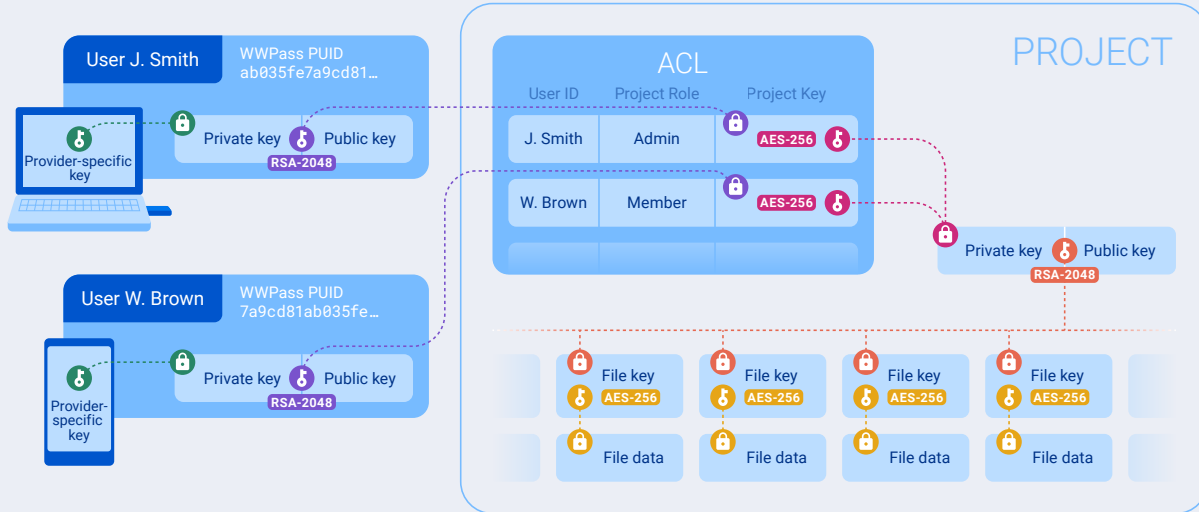 User J. Smith
WWPass PUID
ab035fe7a9cd81…
Provider-specific
key
Private key
Public key
RSA-2048
User W. Brown
WWPass PUID
7a9cd81ab035fe…
Provider-
specific
key
Private key
Public key
RSA-2048
PROJECT
ACL
User ID
Project Role
Project Key
J. Smith
Admin
AES-256
W. Brown
Member
AES-256
Private key
Public key
RSA-2048
File key
AES-256
File data
File key
AES-256
File data
File key
AES-256
File data
File key
AES-256
File data